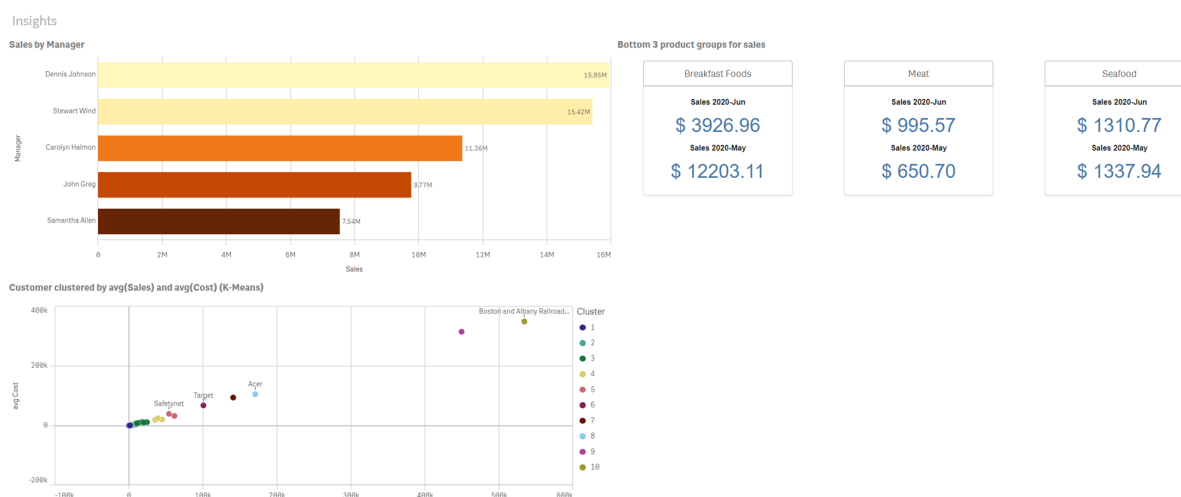 Insights
Sales by Manager
Manager
Dennis Johnson
15.95M
Stewart Wind
15.42M
Carolyn Halmon
11.36M
John Greg
9.77M
Samantha Allen
7.54M
0 2M 4M 6M 8M 10M 12M 14M 16M
Sales
Bottom 3 product groups for sales
Breakfast Foods
Sales 2020-Jun
$ 3926.96
Sales 2020-May
$ 12203.11
Meat
Sales 2020-Jun
$ 995.57
Sales 2020-May
$ 650.70
Seafood
Sales 2020-Jun
$ 1310.77
Sales 2020-May
$ 1337.94
Customer clustered by avg(Sales) and avg(Cost) (K-Means)
avg Cost
400k
200k
0
-200k
Boston and Albany Railroad...
Acer
Target
Safetynet
-100k 0 100k 200k 300k 400k 500k 600k
Cluster
1
2
3
4
5
6
7
8
9
10